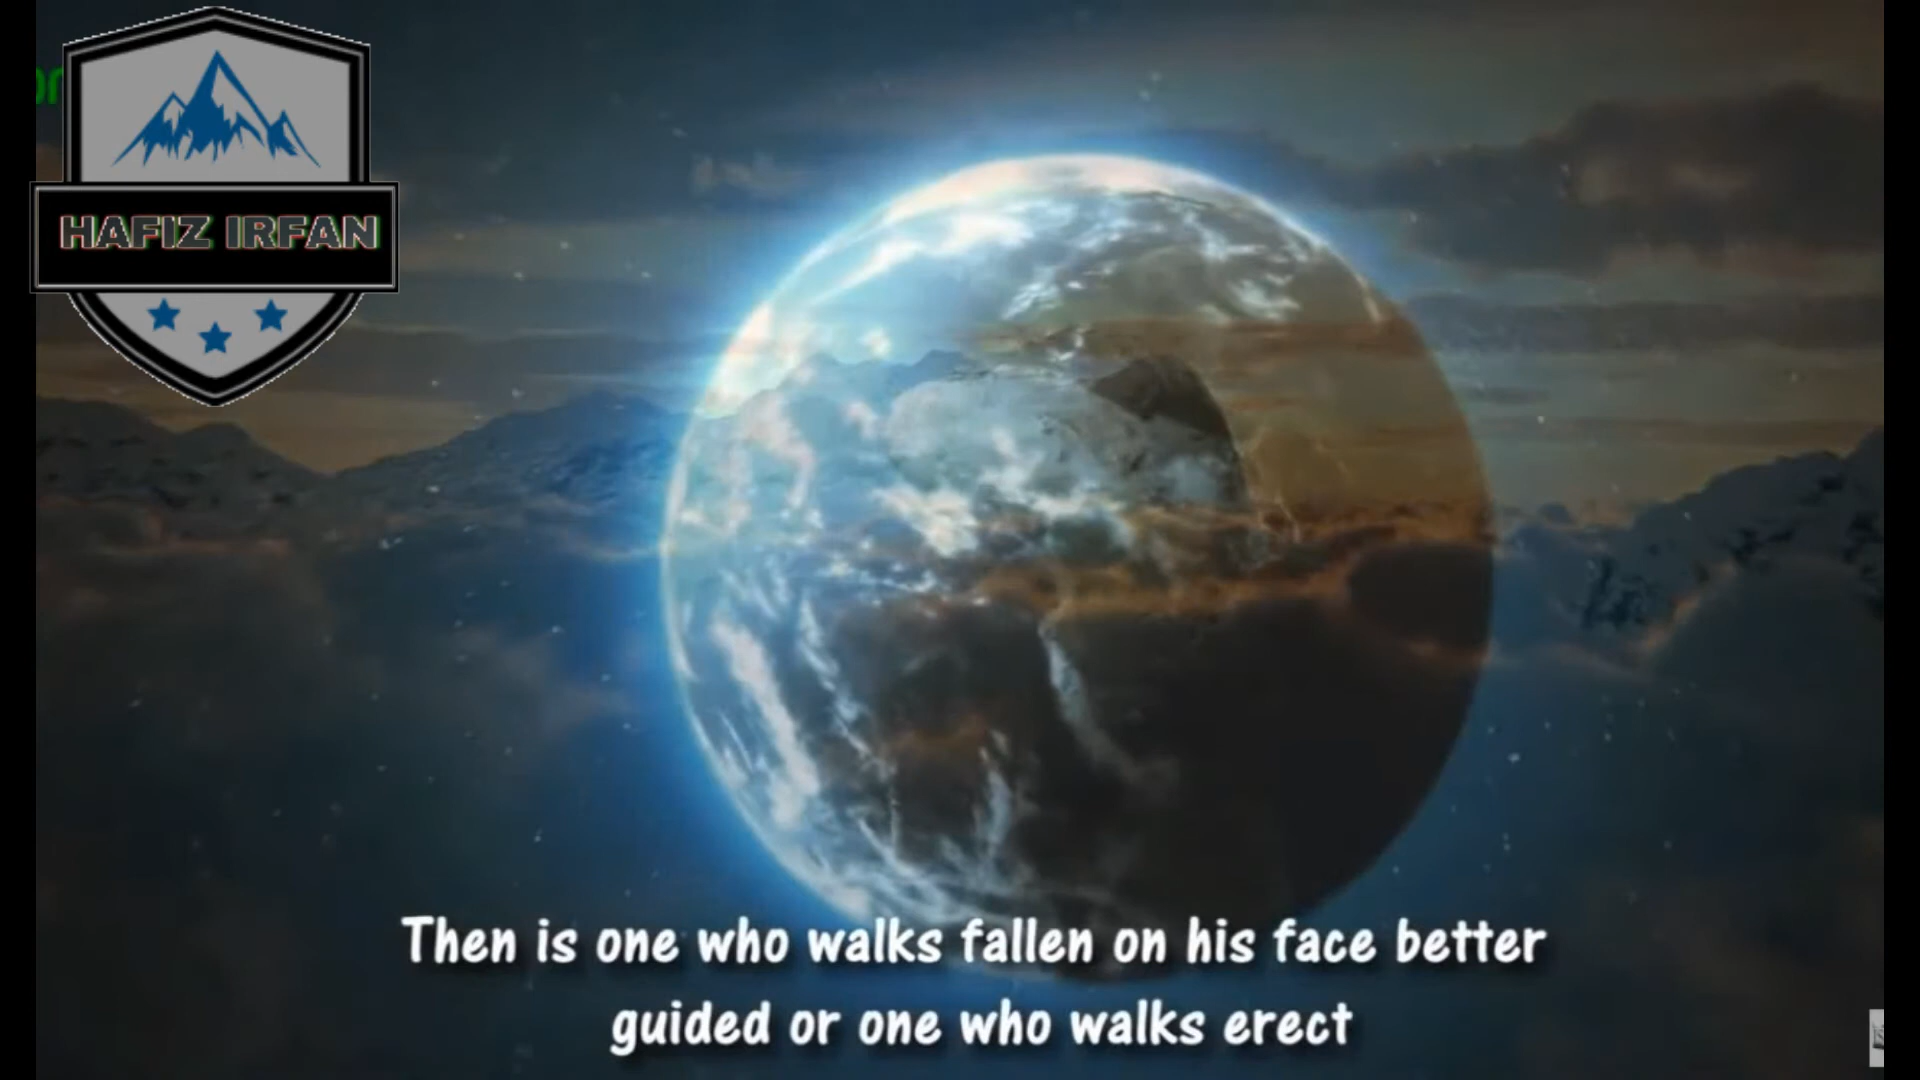 HAFIZ IRFAN
Then is one who walks fallen on his face better
guided or one who walks erect